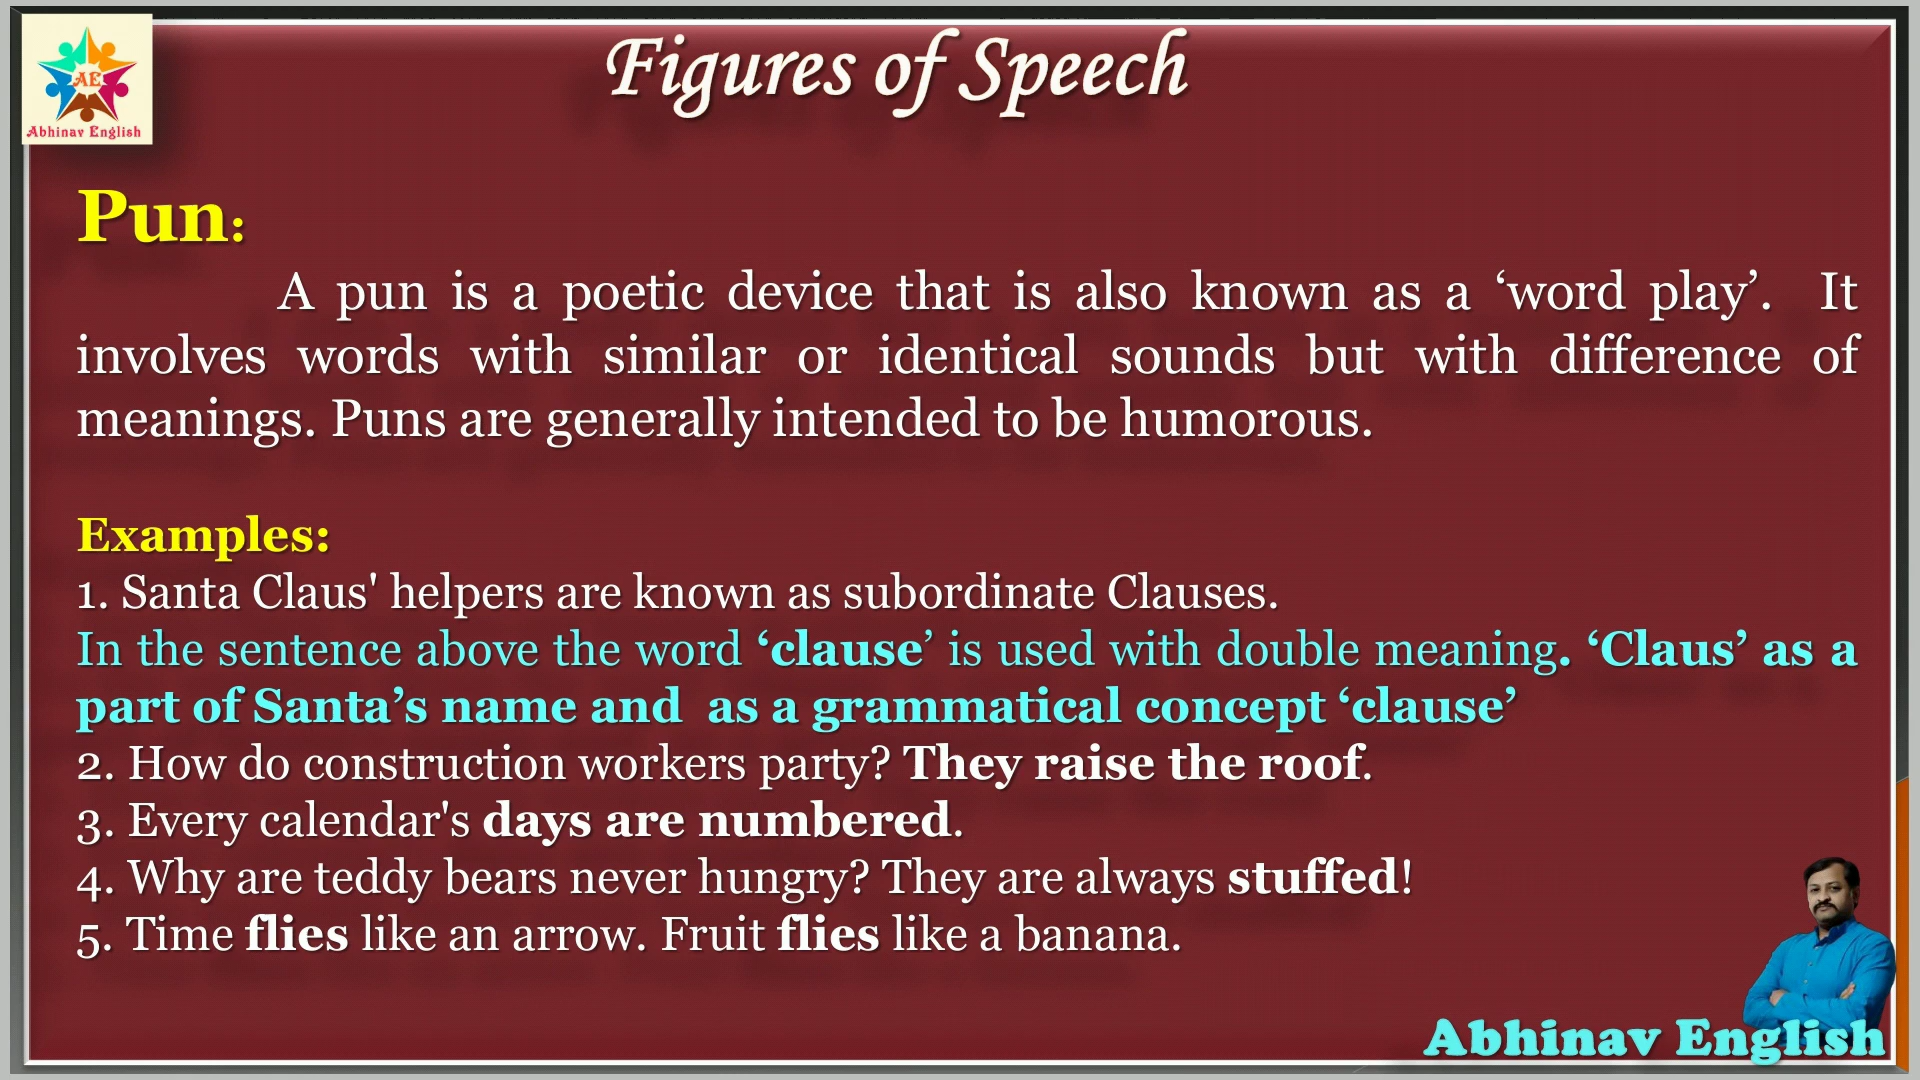 AE
Abhinav English
Figures of Speech
Pun:
A pun is a poetic device that is also known as a ‘word play’. It
involves words with similar or identical sounds but with difference of
meanings. Puns are generally intended to be humorous.
Examples:
1. Santa Claus' helpers are known as subordinate Clauses.
In the sentence above the word ‘clause’ is used with double meaning. ‘Claus’ as a
part of Santa’s name and as a grammatical concept ‘clause’
2. How do construction workers party? They raise the roof.
3. Every calendar's days are numbered.
4. Why are teddy bears never hungry? They are always stuffed!
5. Time flies like an arrow. Fruit flies like a banana.
Abhinav English